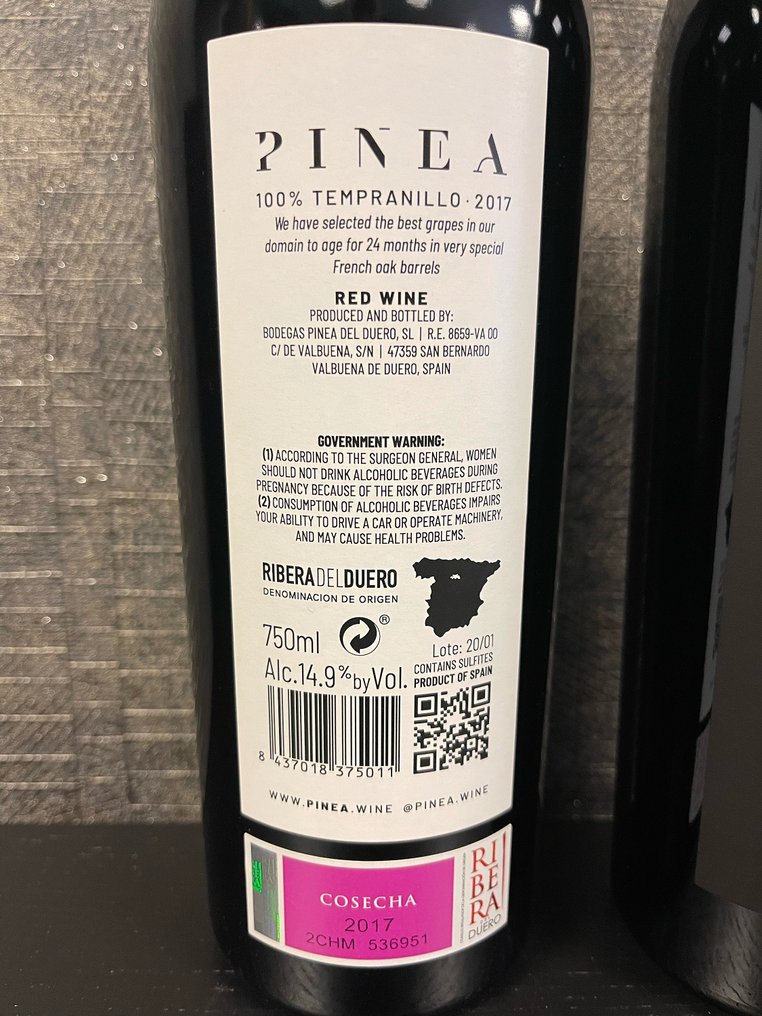 PIÑEA
100% TEMPRANILLO · 2017
We have selected the best grapes in our
domain to age for 24 months in very special
French oak barrels
RED WINE
PRODUCED AND BOTTLED BY:
BODEGAS PINEA DEL DUERO, SL | R.E. 8659-VA 00
C/ DE VALBUENA, S/N | 47359 SAN BERNARDO
VALBUENA DE DUERO, SPAIN
GOVERNMENT WARNING:
(1) ACCORDING TO THE SURGEON GENERAL, WOMEN
SHOULD NOT DRINK ALCOHOLIC BEVERAGES DURING
PREGNANCY BECAUSE OF THE RISK OF BIRTH DEFECTS.
(2) CONSUMPTION OF ALCOHOLIC BEVERAGES IMPAIRS
YOUR ABILITY TO DRIVE A CAR OR OPERATE MACHINERY,
AND MAY CAUSE HEALTH PROBLEMS.
RIBERADELDUERO
DENOMINACION DE ORIGEN
750ml ®
Lote: 20/01
Alc.14.9%byVol.
CONTAINS SULFITES
PRODUCT OF SPAIN
8 437018 375011
WWW.PINEA.WINE @PINEA.WINE
COSECHA
2017
2CHM 536951
RI
BE
RA
DEL
DUERO